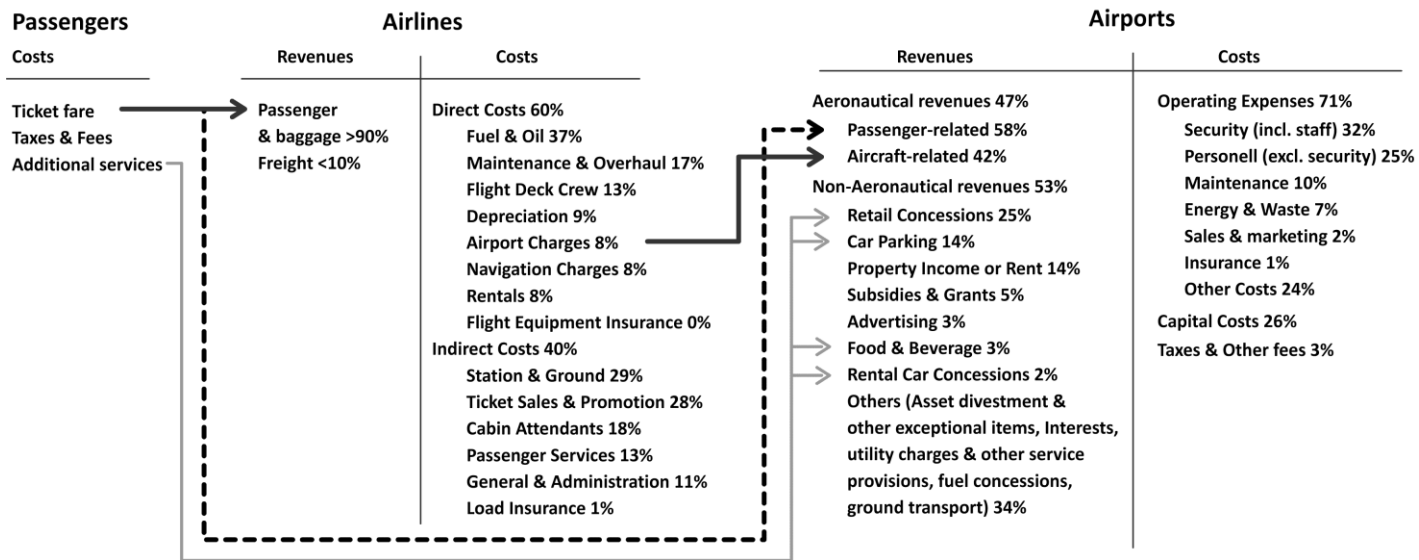 Passengers
Costs
Ticket fare
Taxes & Fees
Additional services
Airlines
Revenues
Passenger
& baggage >90%
Freight <10%
Costs
Direct Costs 60%
Fuel & Oil 37%
Maintenance & Overhaul 17%
Flight Deck Crew 13%
Depreciation 9%
Airport Charges 8%
Navigation Charges 8%
Rentals 8%
Flight Equipment Insurance 0%
Indirect Costs 40%
Station & Ground 29%
Ticket Sales & Promotion 28%
Cabin Attendants 18%
Passenger Services 13%
General & Administration 11%
Load Insurance 1%
Airports
Revenues
Aeronautical revenues 47%
Passenger-related 58%
Aircraft-related 42%
Non-Aeronautical revenues 53%
Retail Concessions 25%
Car Parking 14%
Property Income or Rent 14%
Subsidies & Grants 5%
Advertising 3%
Food & Beverage 3%
Rental Car Concessions 2%
Others (Asset divestment &
other exceptional items, Interests,
utility charges & other service
provisions, fuel concessions,
ground transport) 34%
Costs
Operating Expenses 71%
Security (incl. staff) 32%
Personell (excl. security) 25%
Maintenance 10%
Energy & Waste 7%
Sales & marketing 2%
Insurance 1%
Other Costs 24%
Capital Costs 26%
Taxes & Other fees 3%